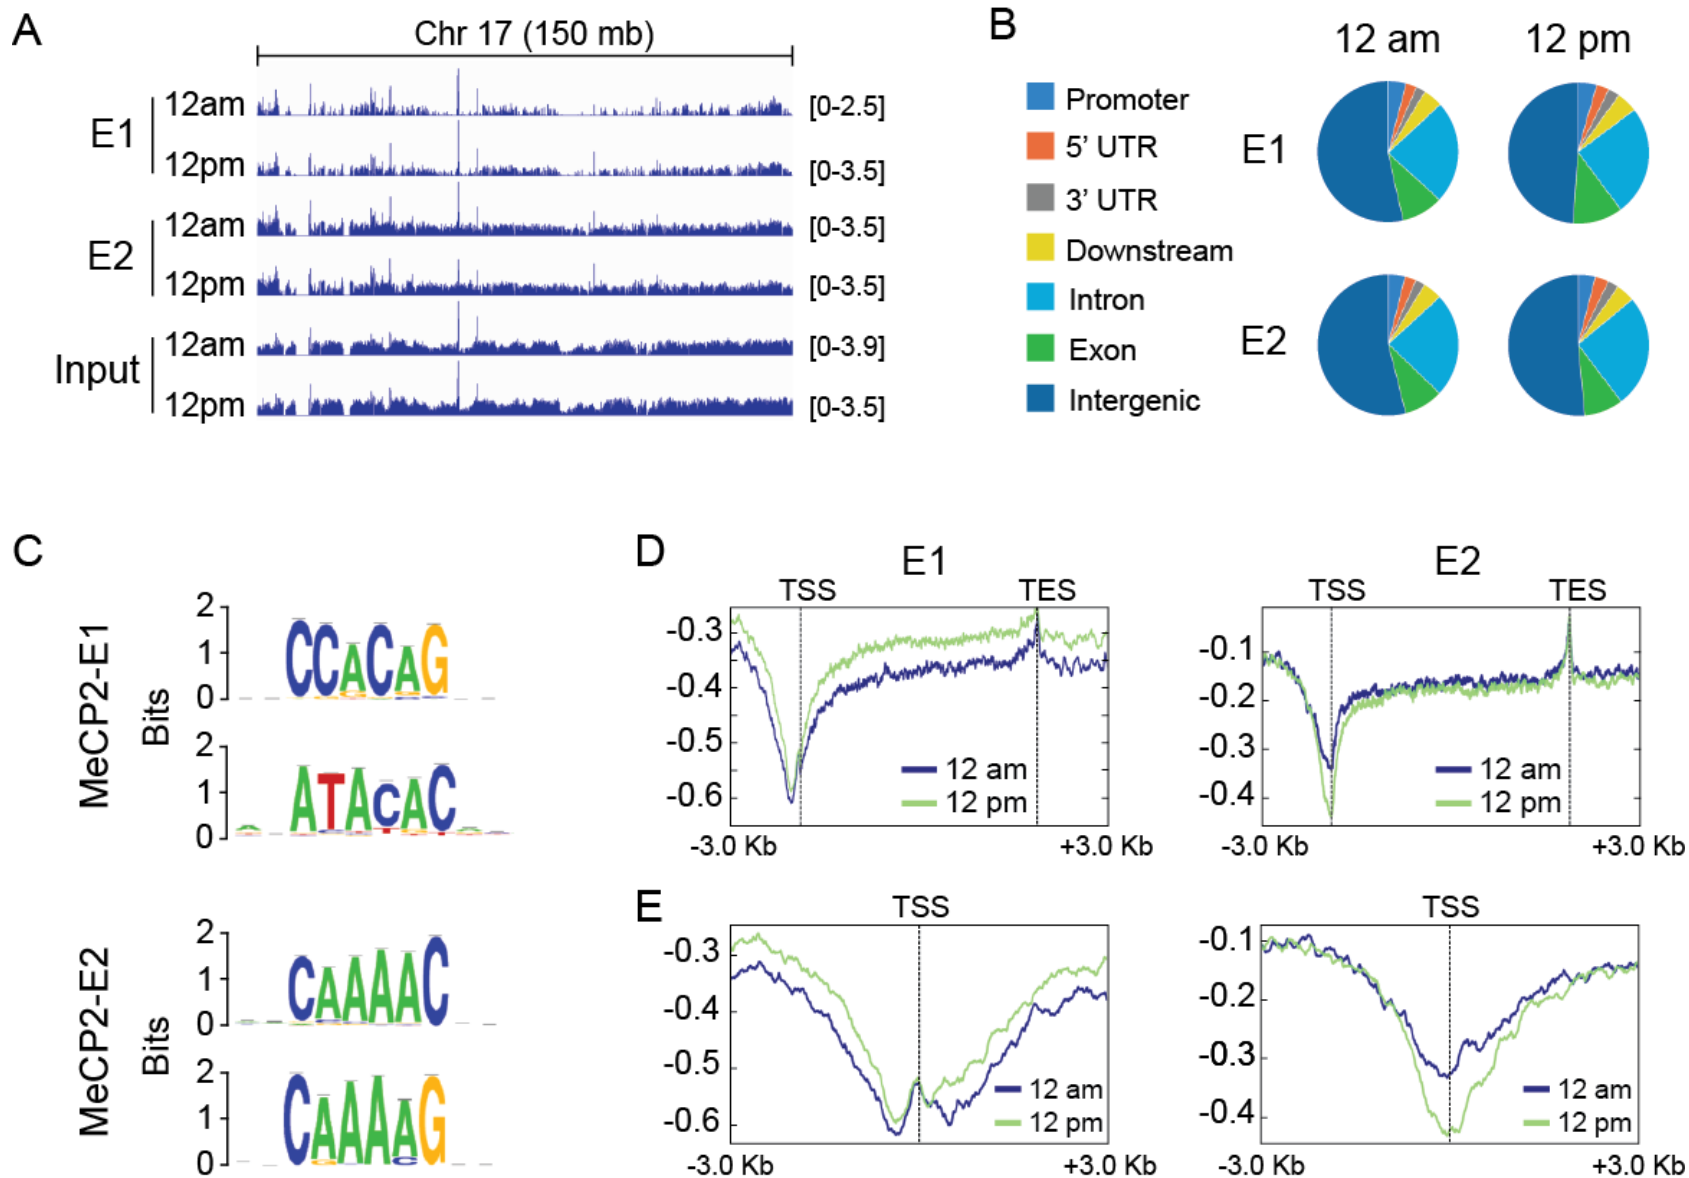 A
Chr 17 (150 mb)
E1
12am [0-2.5]
12pm [0-3.5]
E2
12am [0-3.5]
12pm [0-3.5]
Input
12am [0-3.9]
12pm [0-3.5]
B
12 am 12 pm
Promoter
5’ UTR
3’ UTR
Downstream
Intron
Exon
Intergenic
E1
E2
C
MeCP2-E1
Bits
2
1
0
CCACAG
2
1
0
ATACAC
MeCP2-E2
Bits
2
1
0
CAAAAC
2
1
0
CAAAAG
D
E1
TSS TES
-0.3
-0.4
-0.5
-0.6
12 am
12 pm
-3.0 Kb +3.0 Kb
E2
TSS TES
-0.1
-0.2
-0.3
-0.4
12 am
12 pm
-3.0 Kb +3.0 Kb
E
TSS
-0.3
-0.4
-0.5
-0.6
12 am
12 pm
-3.0 Kb +3.0 Kb
TSS
-0.1
-0.2
-0.3
-0.4
12 am
12 pm
-3.0 Kb +3.0 Kb